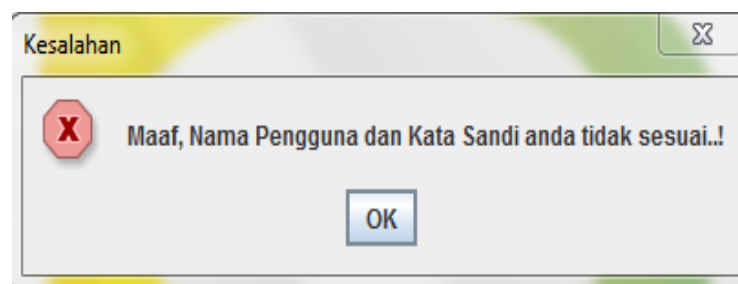 Kesalahan
X
Maaf, Nama Pengguna dan Kata Sandi anda tidak sesuai..!
OK